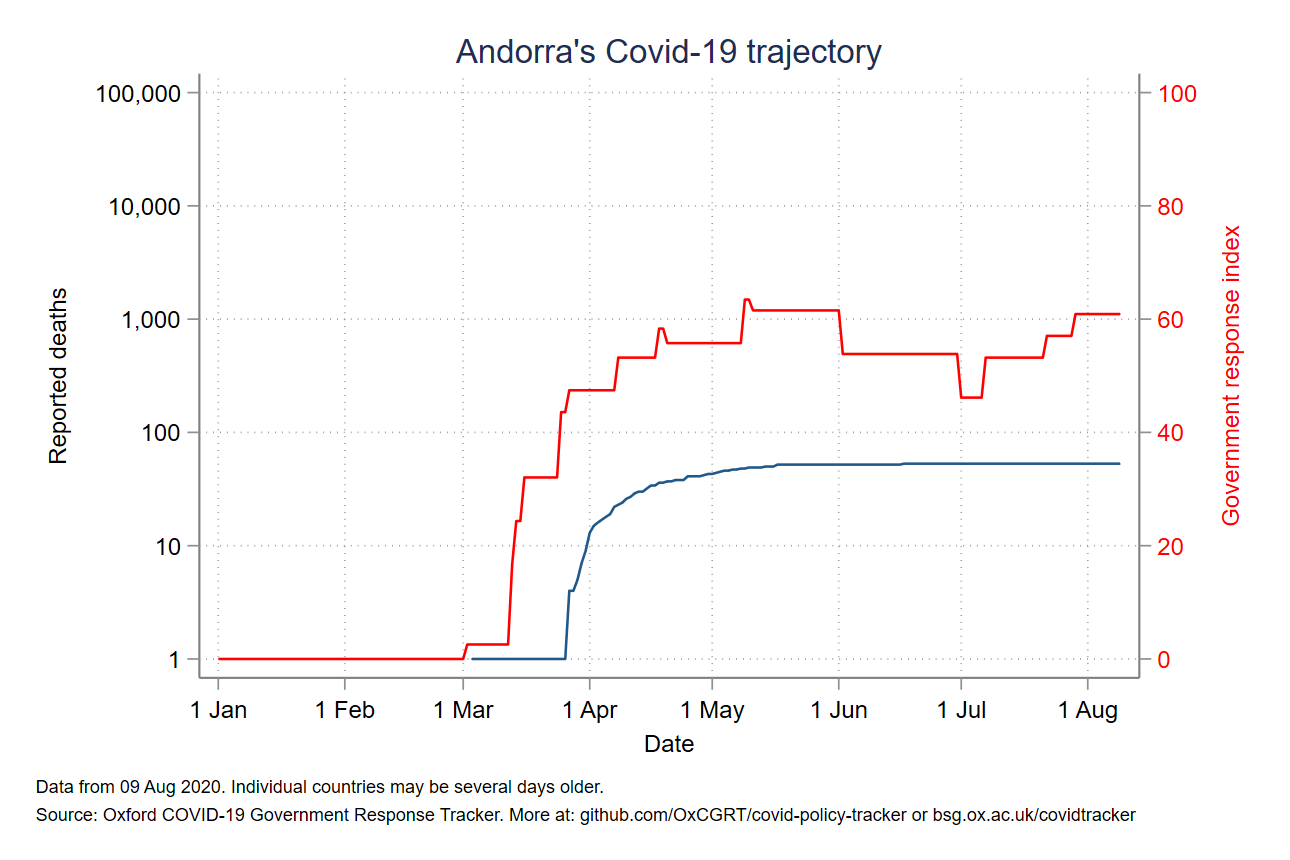 Andorra's Covid-19 trajectory
100,000
10,000
1,000
100
10
1
Reported deaths
100
80
60
40
20
0
Government response index
1 Jan 1 Feb 1 Mar 1 Apr 1 May 1 Jun 1 Jul 1 Aug
Date
Data from 09 Aug 2020. Individual countries may be several days older.
Source: Oxford COVID-19 Government Response Tracker. More at: github.com/OxCGRT/covid-policy-tracker or bsg.ox.ac.uk/covidtracker